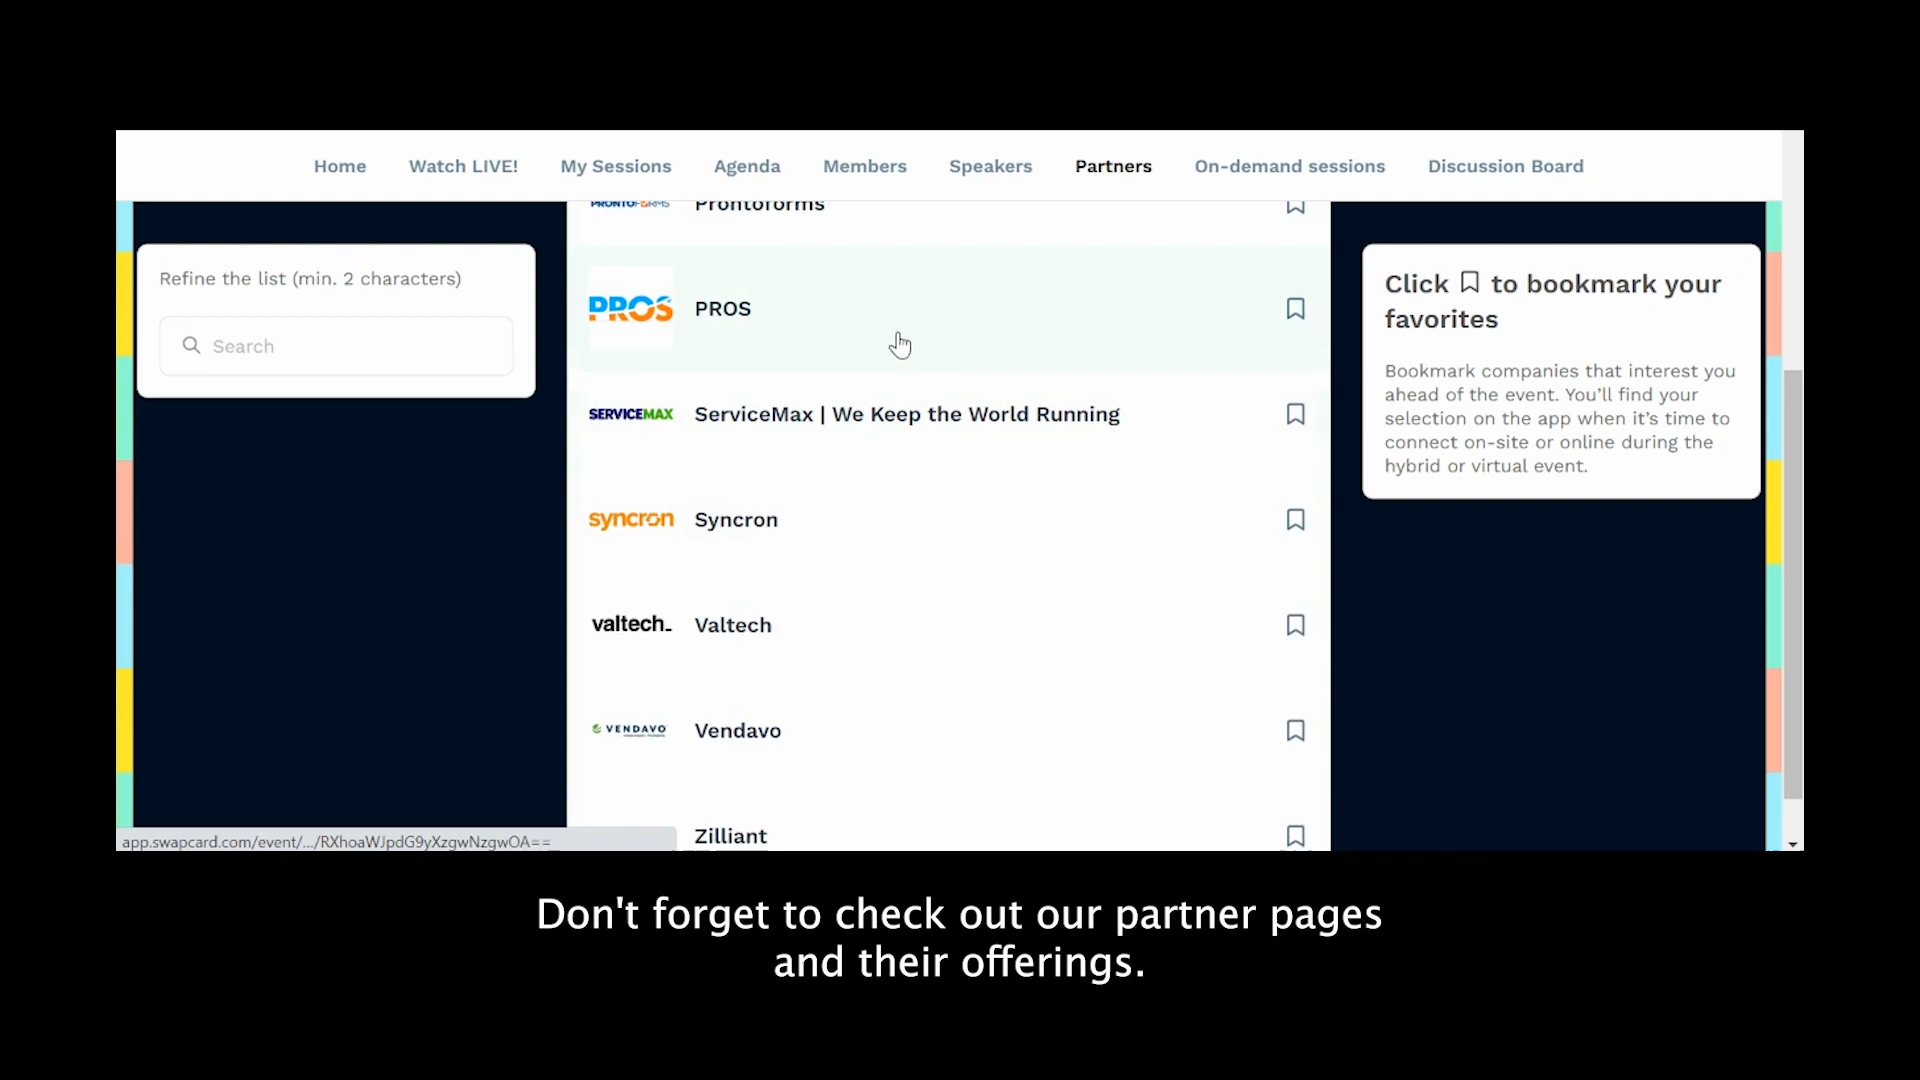 Home Watch LIVE! My Sessions Agenda Members Speakers Partners On-demand sessions Discussion Board
PRONTOFORMS Prontoforms
Refine the list (min. 2 characters)
Search
PROS PROS
SERVICEMAX ServiceMax | We Keep the World Running
syncron Syncron
valtech_ Valtech
VENDAVO Vendavo
Zilliant
Click to bookmark your
favorites
Bookmark companies that interest you
ahead of the event. You’ll find your
selection on the app when it’s time to
connect on-site or online during the
hybrid or virtual event.
app.swapcard.com/event/.../RXhoaWJpdG9yXzgwNzgwOA==
Don't forget to check out our partner pages
and their offerings.